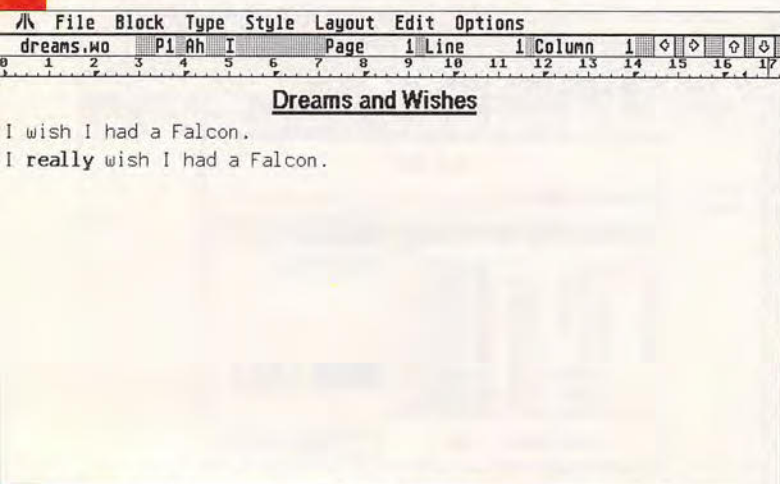 File Block Type Style Layout Edit Options
dreams.wo P1 Ah I Page 1 Line 1 Column 1
0 1 2 3 4 5 6 7 8 9 10 11 12 13 14 15 16 17
Dreams and Wishes
I wish I had a Falcon.
I really wish I had a Falcon.